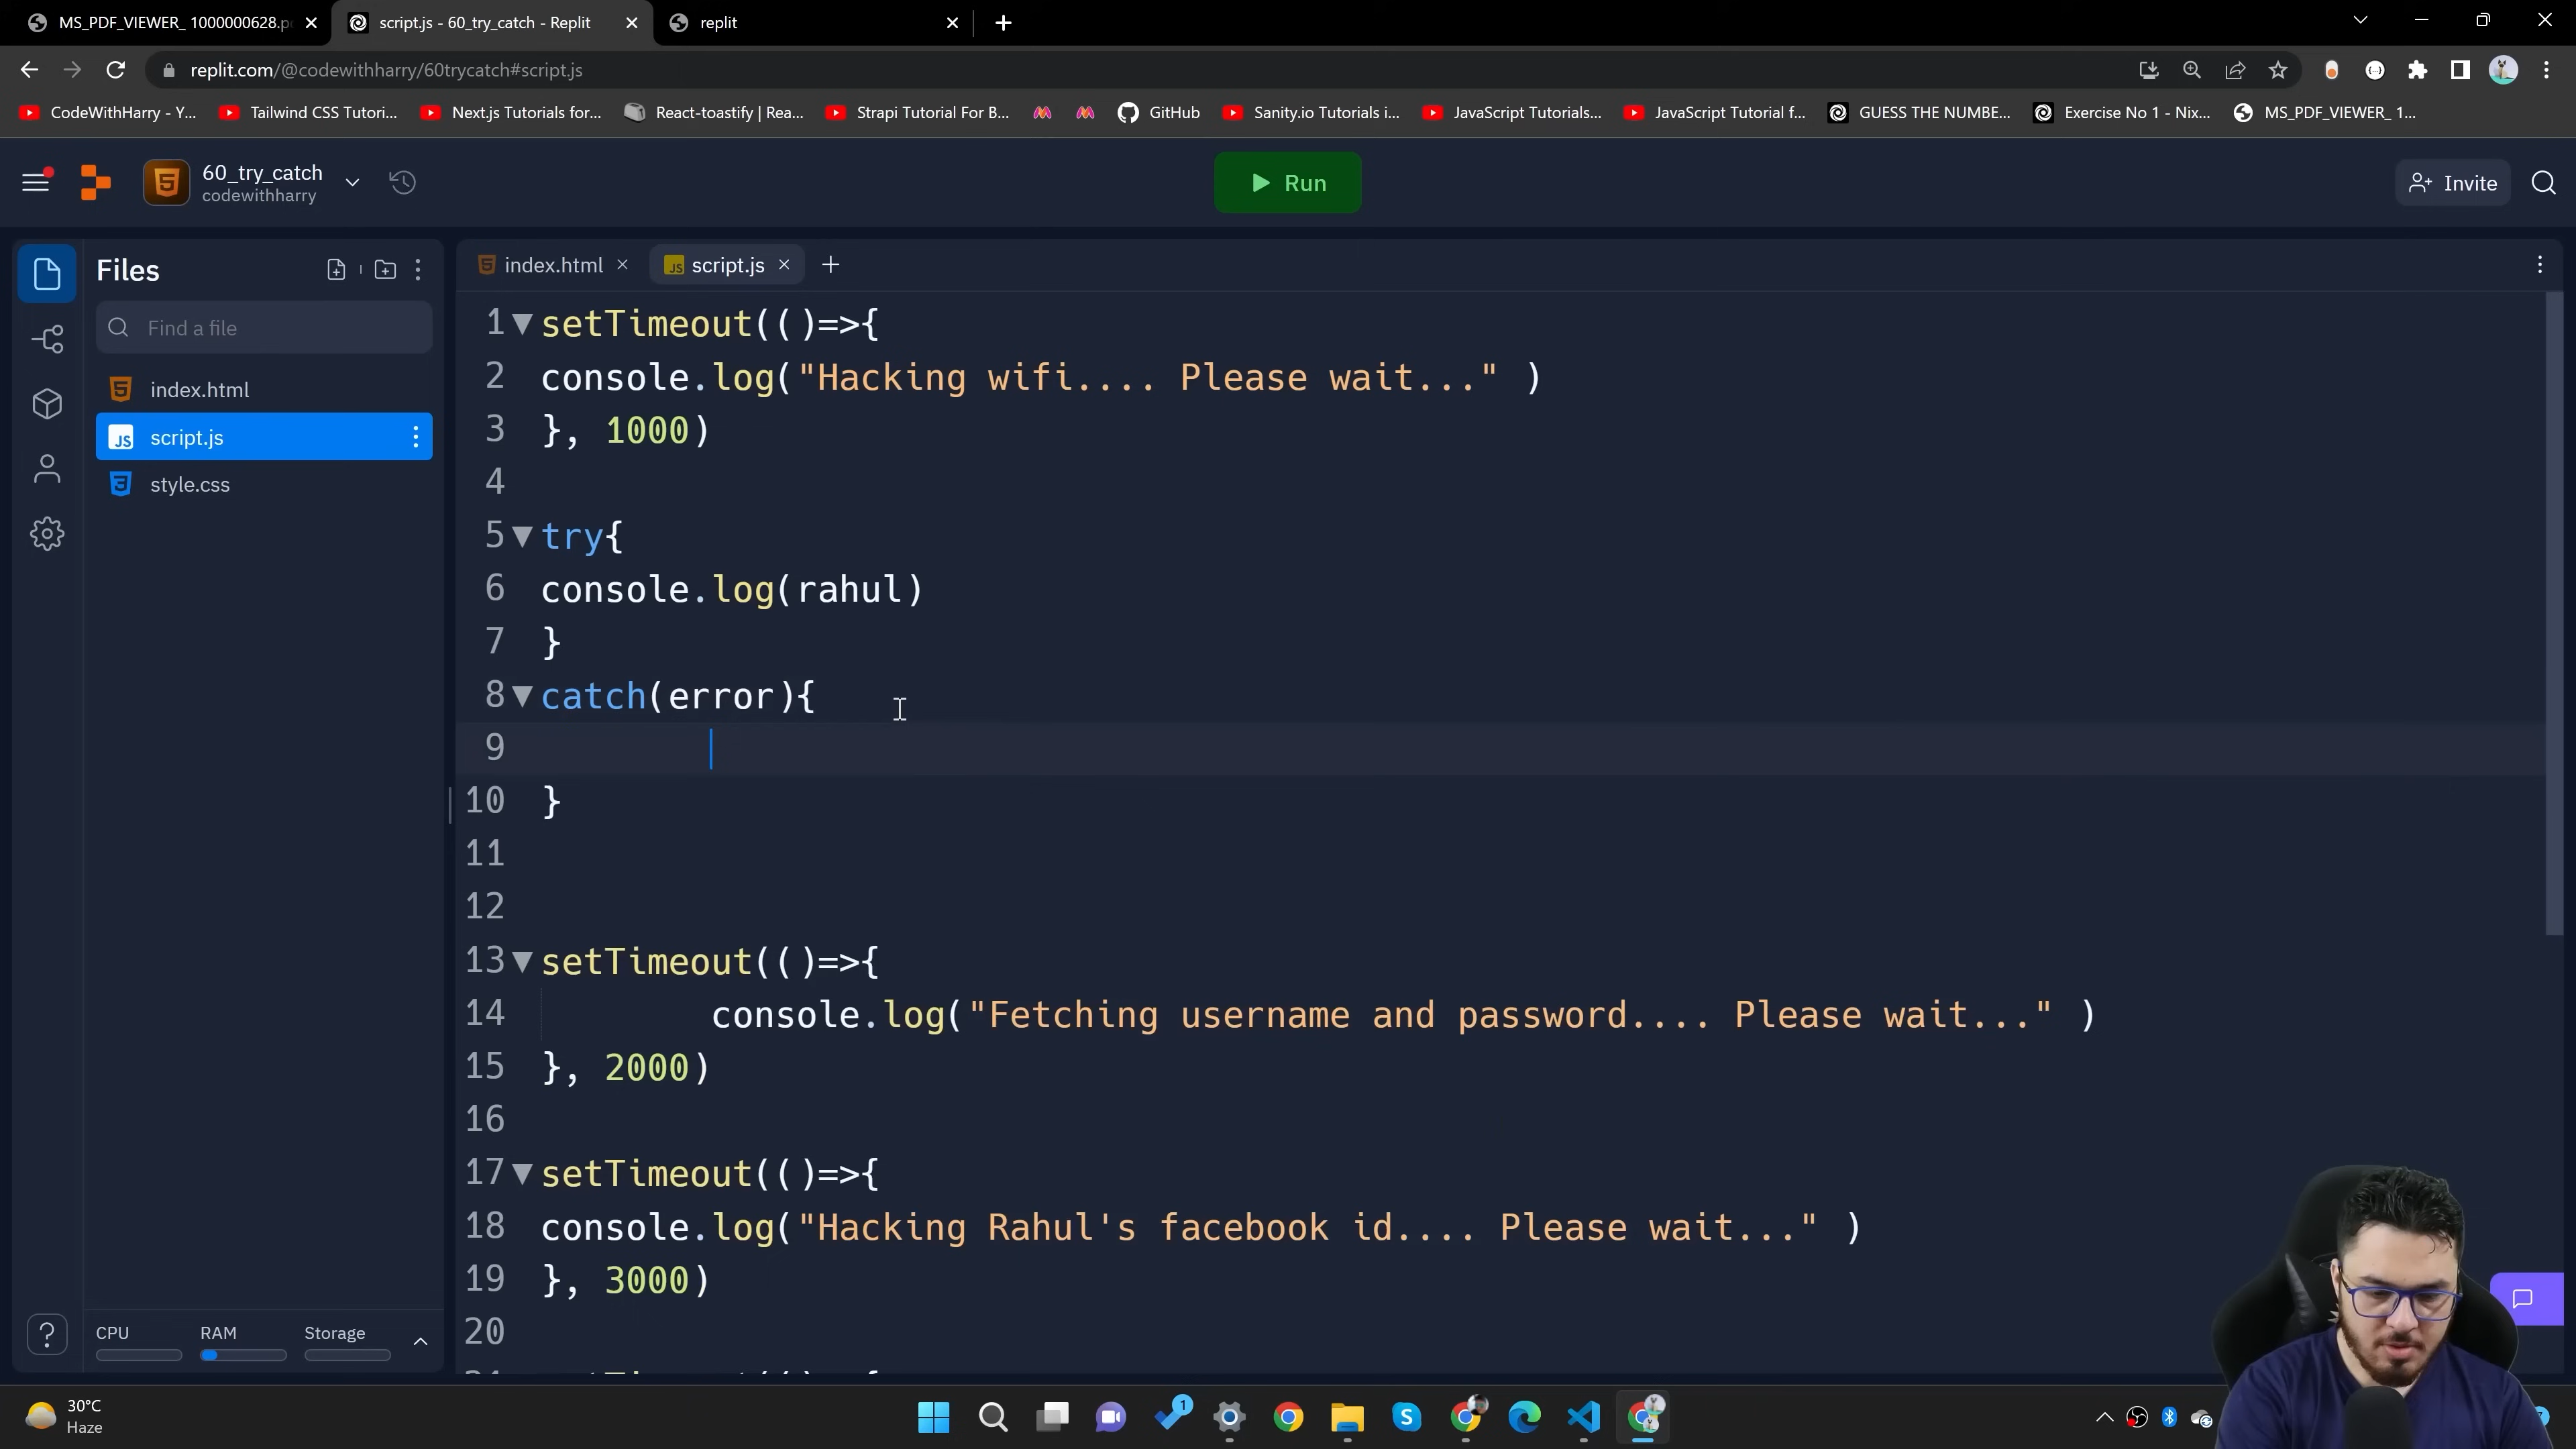 MS_PDF_VIEWER_ 1000000628.p
script.js - 60_try_catch - Replit
replit
replit.com/@codewithharry/60trycatch#script.js
CodeWithHarry - Y...
Tailwind CSS Tutori...
Next.js Tutorials for...
React-toastify | Rea...
Strapi Tutorial For B...
GitHub
Sanity.io Tutorials i...
JavaScript Tutorials...
JavaScript Tutorial f...
GUESS THE NUMBE...
Exercise No 1 - Nix...
MS_PDF_VIEWER_ 1...
60_try_catch
codewithharry
Run
Invite
Files
Find a file
index.html
script.js
style.css
CPU
RAM
Storage
index.html
script.js
1 setTimeout(()=>{
2 console.log("Hacking wifi.... Please wait..." )
3 }, 1000)
4
5 try{
6 console.log(rahul)
7 }
8 catch(error){
9
10 }
11
12
13 setTimeout(()=>{
14 console.log("Fetching username and password.... Please wait..." )
15 }, 2000)
16
17 setTimeout(()=>{
18 console.log("Hacking Rahul's facebook id.... Please wait..." )
19 }, 3000)
20
30°C
Haze
1